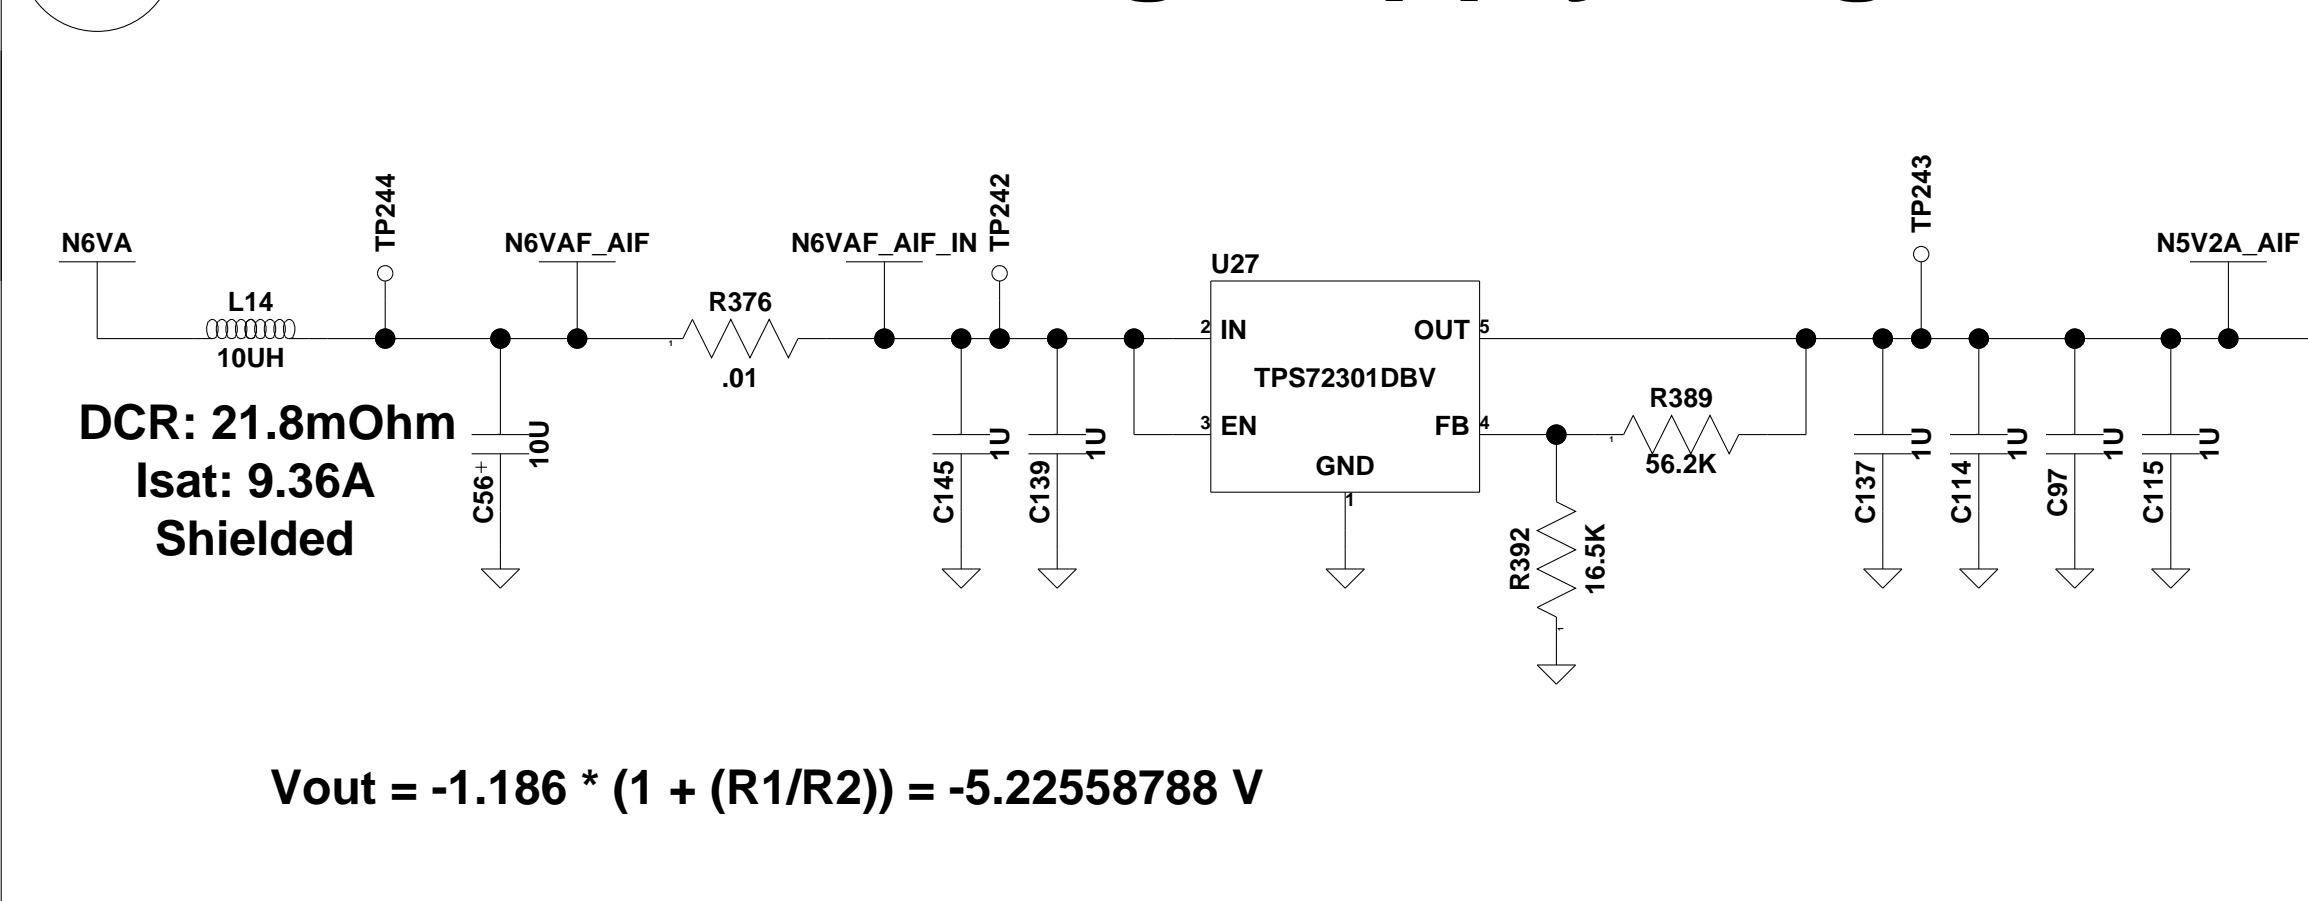 TP244
TP242
TP243
N6VA
N6VAF_AIF
N6VAF_AIF_IN
N5V2A_AIF
U27
L14
10UH
R376
1
.01
2
IN
OUT
5
TPS72301DBV
3
EN
FB
4
GND
1
R389
1
56.2K
DCR: 21.8mOhm
Isat: 9.36A
Shielded
C56
+
10U
C145
1U
C139
1U
R392
16.5K
1
C137
1U
C114
1U
C97
1U
C115
1U
Vout = -1.186 * (1 + (R1/R2)) = -5.22558788 V